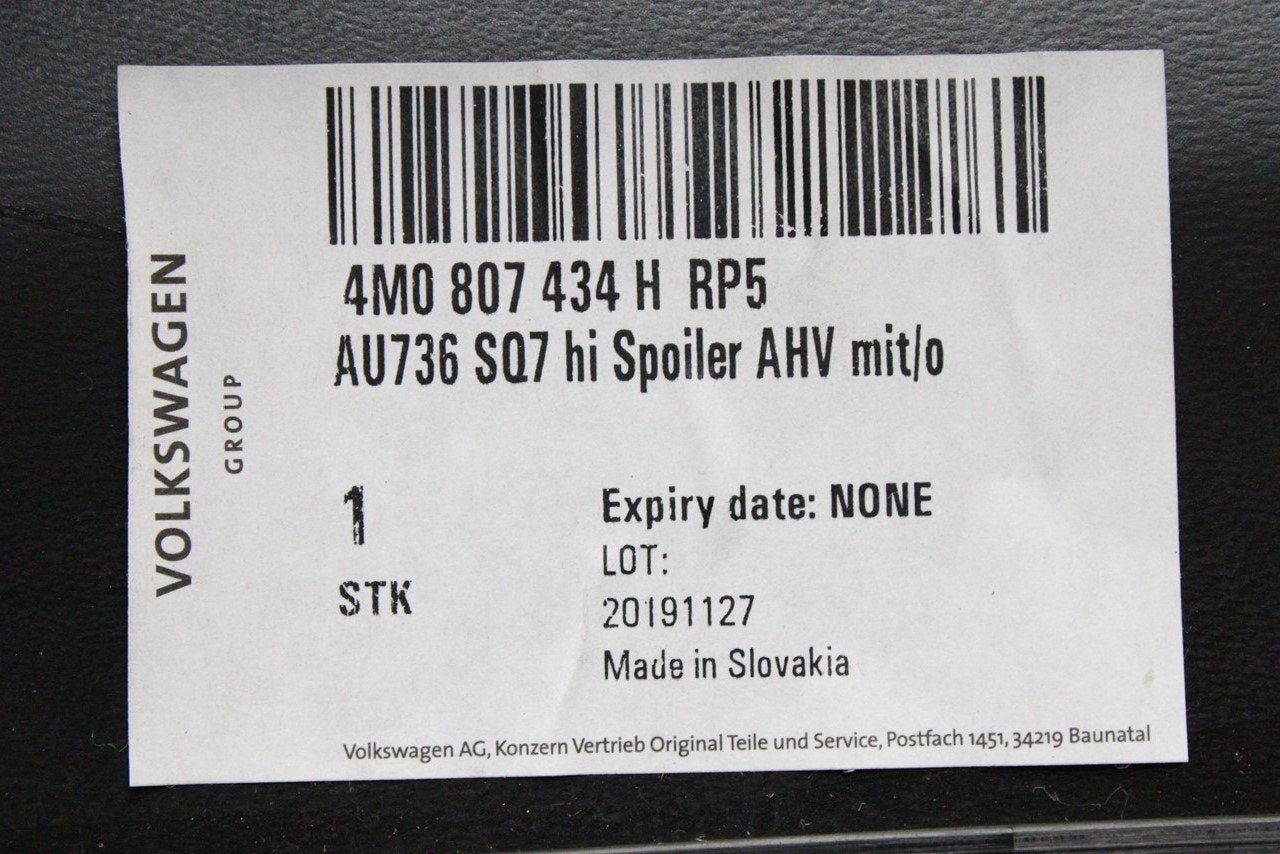 VOLKSWAGEN
GROUP
4M0 807 434 H RP5
AU736 SQ7 hi Spoiler AHV mit/o
1
STK
Expiry date: NONE
LOT:
20191127
Made in Slovakia
Volkswagen AG, Konzern Vertrieb Original Teile und Service, Postfach 1451, 34219 Baunatal